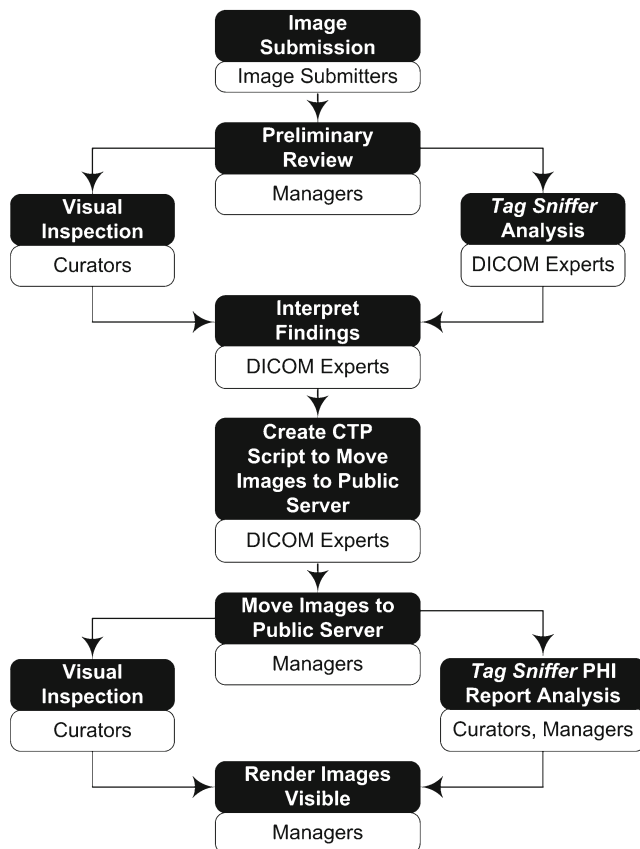 Image
Submission
Image Submitters
Preliminary
Review
Managers
Visual
Inspection
Curators
Tag Sniffer
Analysis
DICOM Experts
Interpret
Findings
DICOM Experts
Create CTP
Script to Move
Images to Public
Server
DICOM Experts
Move Images to
Public Server
Managers
Visual
Inspection
Curators
Tag Sniffer PHI
Report Analysis
Curators, Managers
Render Images
Visible
Managers